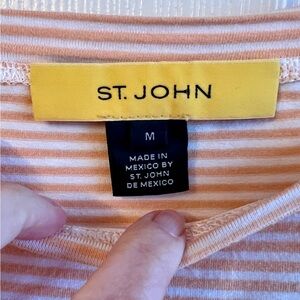 ST. JOHN
M
MADE IN
MEXICO BY
ST. JOHN
DE MEXICO